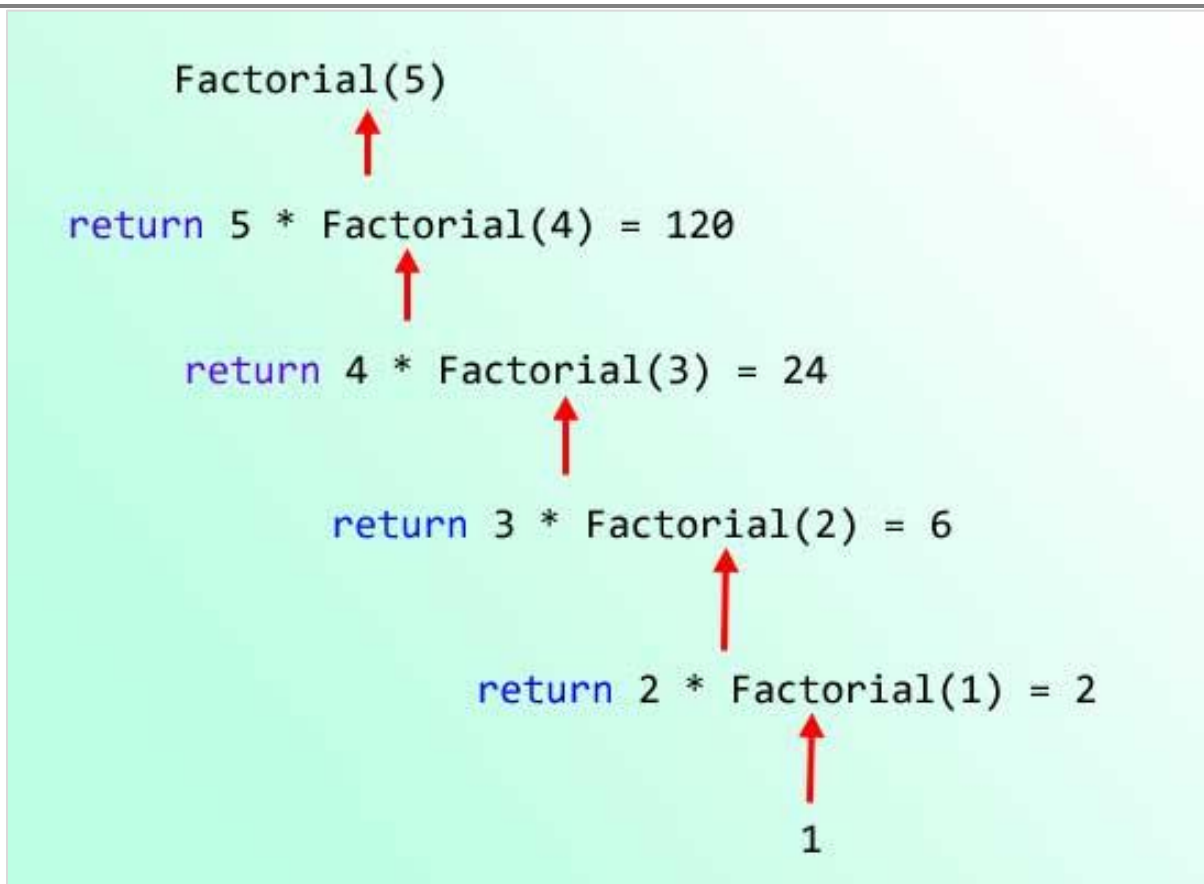 Factorial(5)
return 5 * Factorial(4) = 120
return 4 * Factorial(3) = 24
return 3 * Factorial(2) = 6
return 2 * Factorial(1) = 2
1